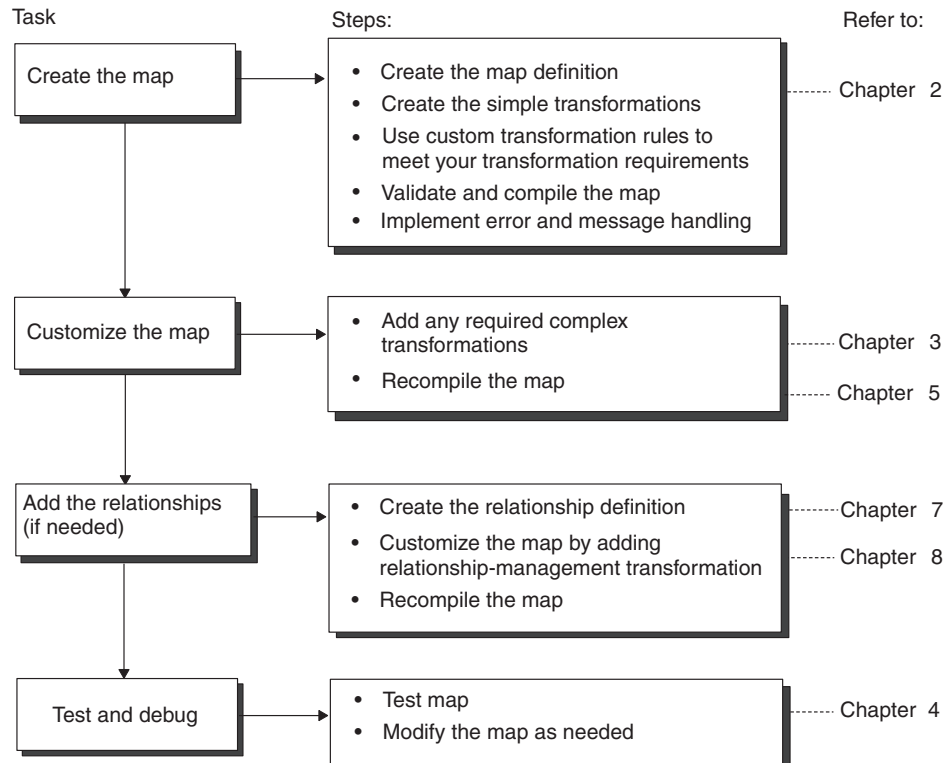 Task
Steps:
Refer to:
Create the map
• Create the map definition
• Create the simple transformations
• Use custom transformation rules to
meet your transformation requirements
• Validate and compile the map
• Implement error and message handling
Chapter 2
Customize the map
• Add any required complex
transformations
• Recompile the map
Chapter 3
Chapter 5
Add the relationships
(if needed)
• Create the relationship definition
• Customize the map by adding
relationship-management transformation
• Recompile the map
Chapter 7
Chapter 8
Test and debug
• Test map
• Modify the map as needed
Chapter 4